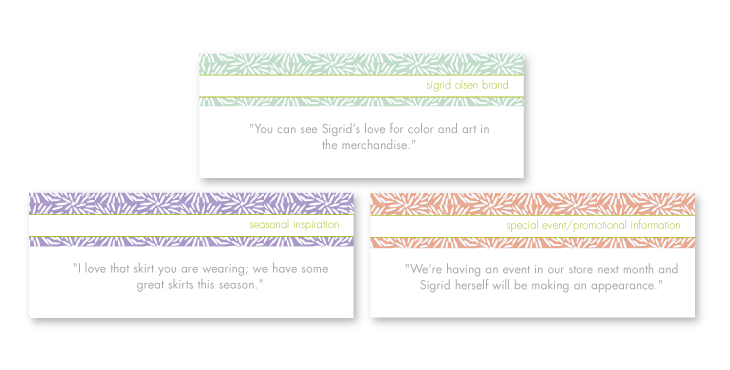 sigrid olsen brand
"You can see Sigrid's love for color and art in
the merchandise."
seasonal inspiration
"I love that skirt you are wearing; we have some
great skirts this season."
special event/promotional information
"We're having an event in our store next month and
Sigrid herself will be making an appearance."